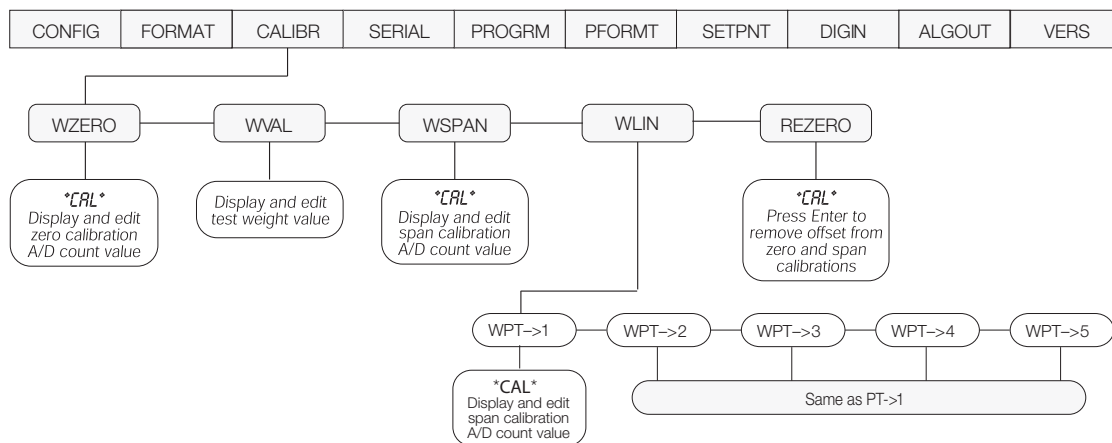 CONFIG FORMAT CALIBR SERIAL PROGRM PFORMT SETPNT DIGIN ALGOUT VERS
WZERO WVAL WSPAN WLIN REZERO
*CAL*
Display and edit
zero calibration
A/D count value
Display and edit
test weight value
*CAL*
Display and edit
span calibration
A/D count value
*CAL*
Press Enter to
remove offset from
zero and span
calibrations
WPT–>1 WPT–>2 WPT–>3 WPT–>4 WPT–>5
*CAL*
Display and edit
span calibration
A/D count value
Same as PT->1